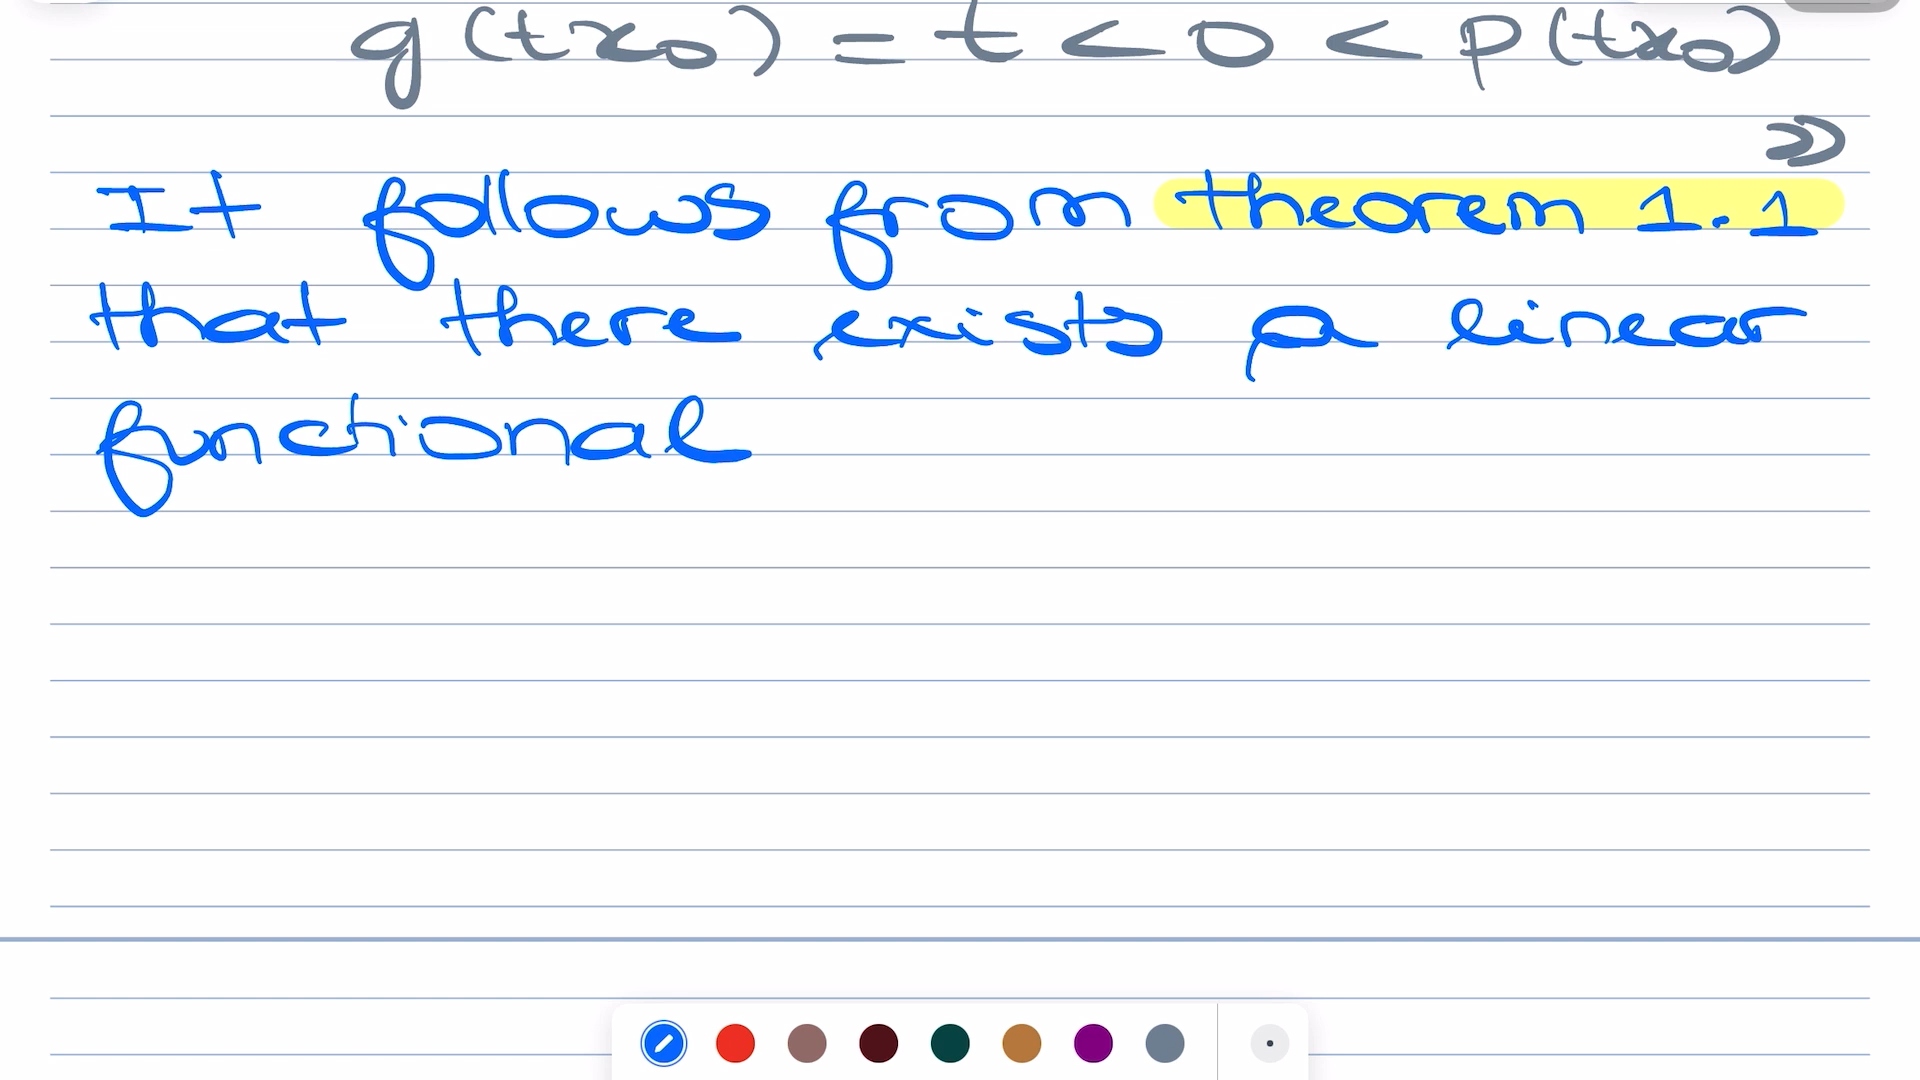 g(tx₀) = t < 0 < p(tx₀)
»
It follows from theorem 1.1
that there exists a linear
functional